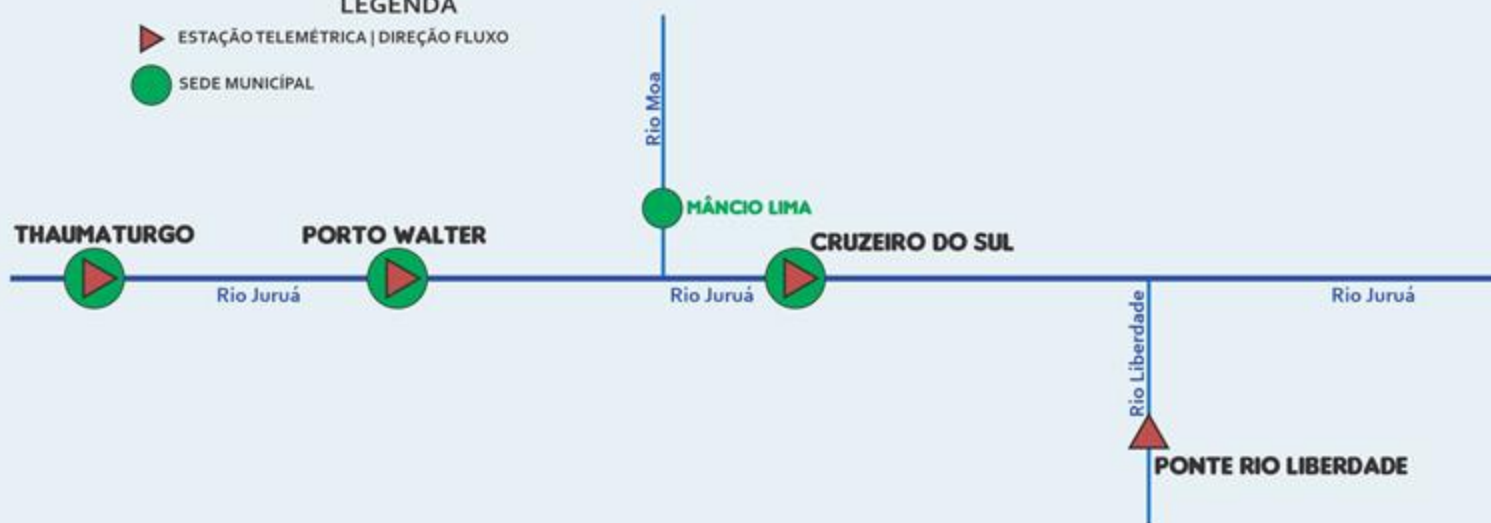 LEGENDA
ESTAÇÃO TELEMÉTRICA | DIREÇÃO FLUXO
SEDE MUNICÍPAL
Rio Moa
MÂNCIO LIMA
THAUMATURGO
PORTO WALTER
CRUZEIRO DO SUL
Rio Juruá
Rio Juruá
Rio Juruá
Rio Liberdade
PONTE RIO LIBERDADE